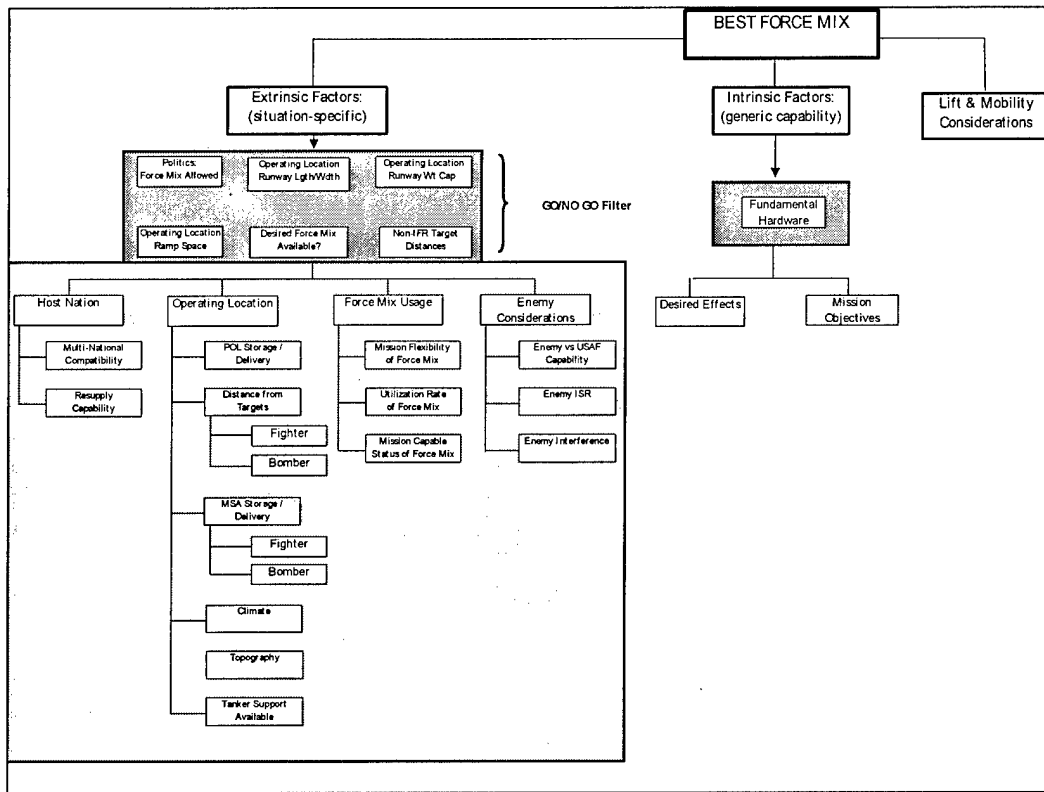 BEST FORCE MIX
Extrinsic Factors:
(situation-specific)
Intrinsic Factors:
(generic capability)
Lift & Mobility
Considerations
Politics:
Force Mix Allowed
Operating Location
Runway Lgth/Wdth
Operating Location
Runway Wt Cap
GO/NO GO Filter
Fundamental
Hardware
Operating Location
Ramp Space
Desired Force Mix
Available?
Non-IFR Target
Distances
Host Nation
Operating Location
Force Mix Usage
Enemy
Considerations
Desired Effects
Mission
Objectives
Multi-National
Compatibility
Resupply
Capability
POL Storage /
Delivery
Distance from
Targets
Fighter
Bomber
MSA Storage /
Delivery
Fighter
Bomber
Climate
Topography
Tanker Support
Available
Mission Flexibility
of Force Mix
Utilization Rate
of Force Mix
Mission Capable
Status of Force Mix
Enemy vs USAF
Capability
Enemy ISR
Enemy Interference